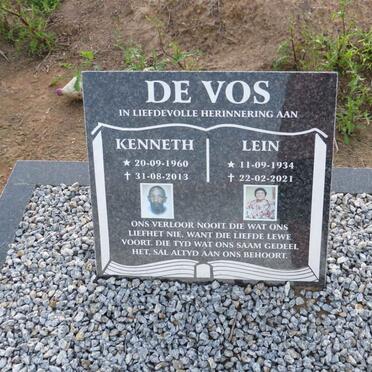 DE VOS
IN LIEFDEVOLLE HERINNERING AAN
KENNETH
★ 20-09-1960
✝ 31-08-2013
LEIN
★ 11-09-1934
✝ 22-02-2021
ONS VERLOOR NOOIT DIE WAT ONS
LIEFHET NIE, WANT DIE LIEFDE LEWE
VOORT. DIE TYD WAT ONS SAAM GEDEEL
HET, SAL ALTYD AAN ONS BEHOORT.